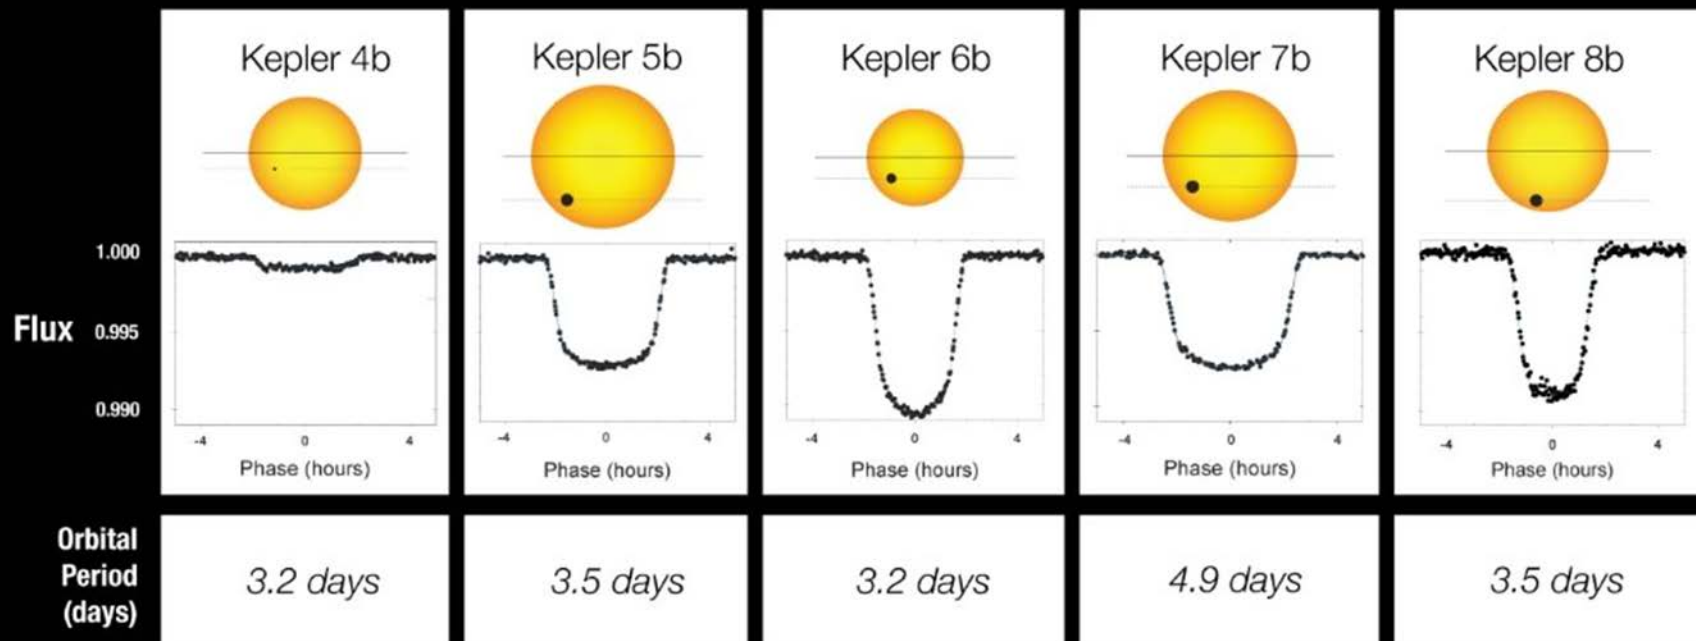 Kepler 4b
Kepler 5b
Kepler 6b
Kepler 7b
Kepler 8b
Flux
1.000
0.995
0.990
-4 0 4
-4 0 4
-4 0 4
-4 0 4
-4 0 4
Phase (hours)
Phase (hours)
Phase (hours)
Phase (hours)
Phase (hours)
Orbital
Period
(days)
3.2 days
3.5 days
3.2 days
4.9 days
3.5 days